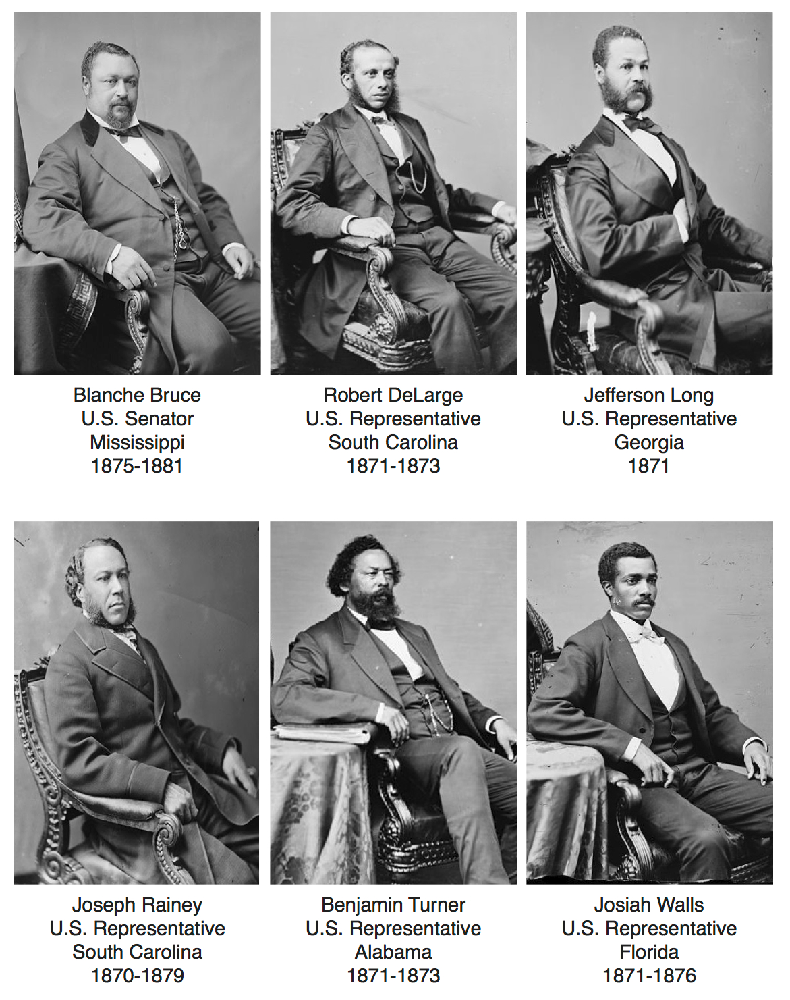 Blanche Bruce
U.S. Senator
Mississippi
1875-1881
Robert DeLarge
U.S. Representative
South Carolina
1871-1873
Jefferson Long
U.S. Representative
Georgia
1871
Joseph Rainey
U.S. Representative
South Carolina
1870-1879
Benjamin Turner
U.S. Representative
Alabama
1871-1873
Josiah Walls
U.S. Representative
Florida
1871-1876